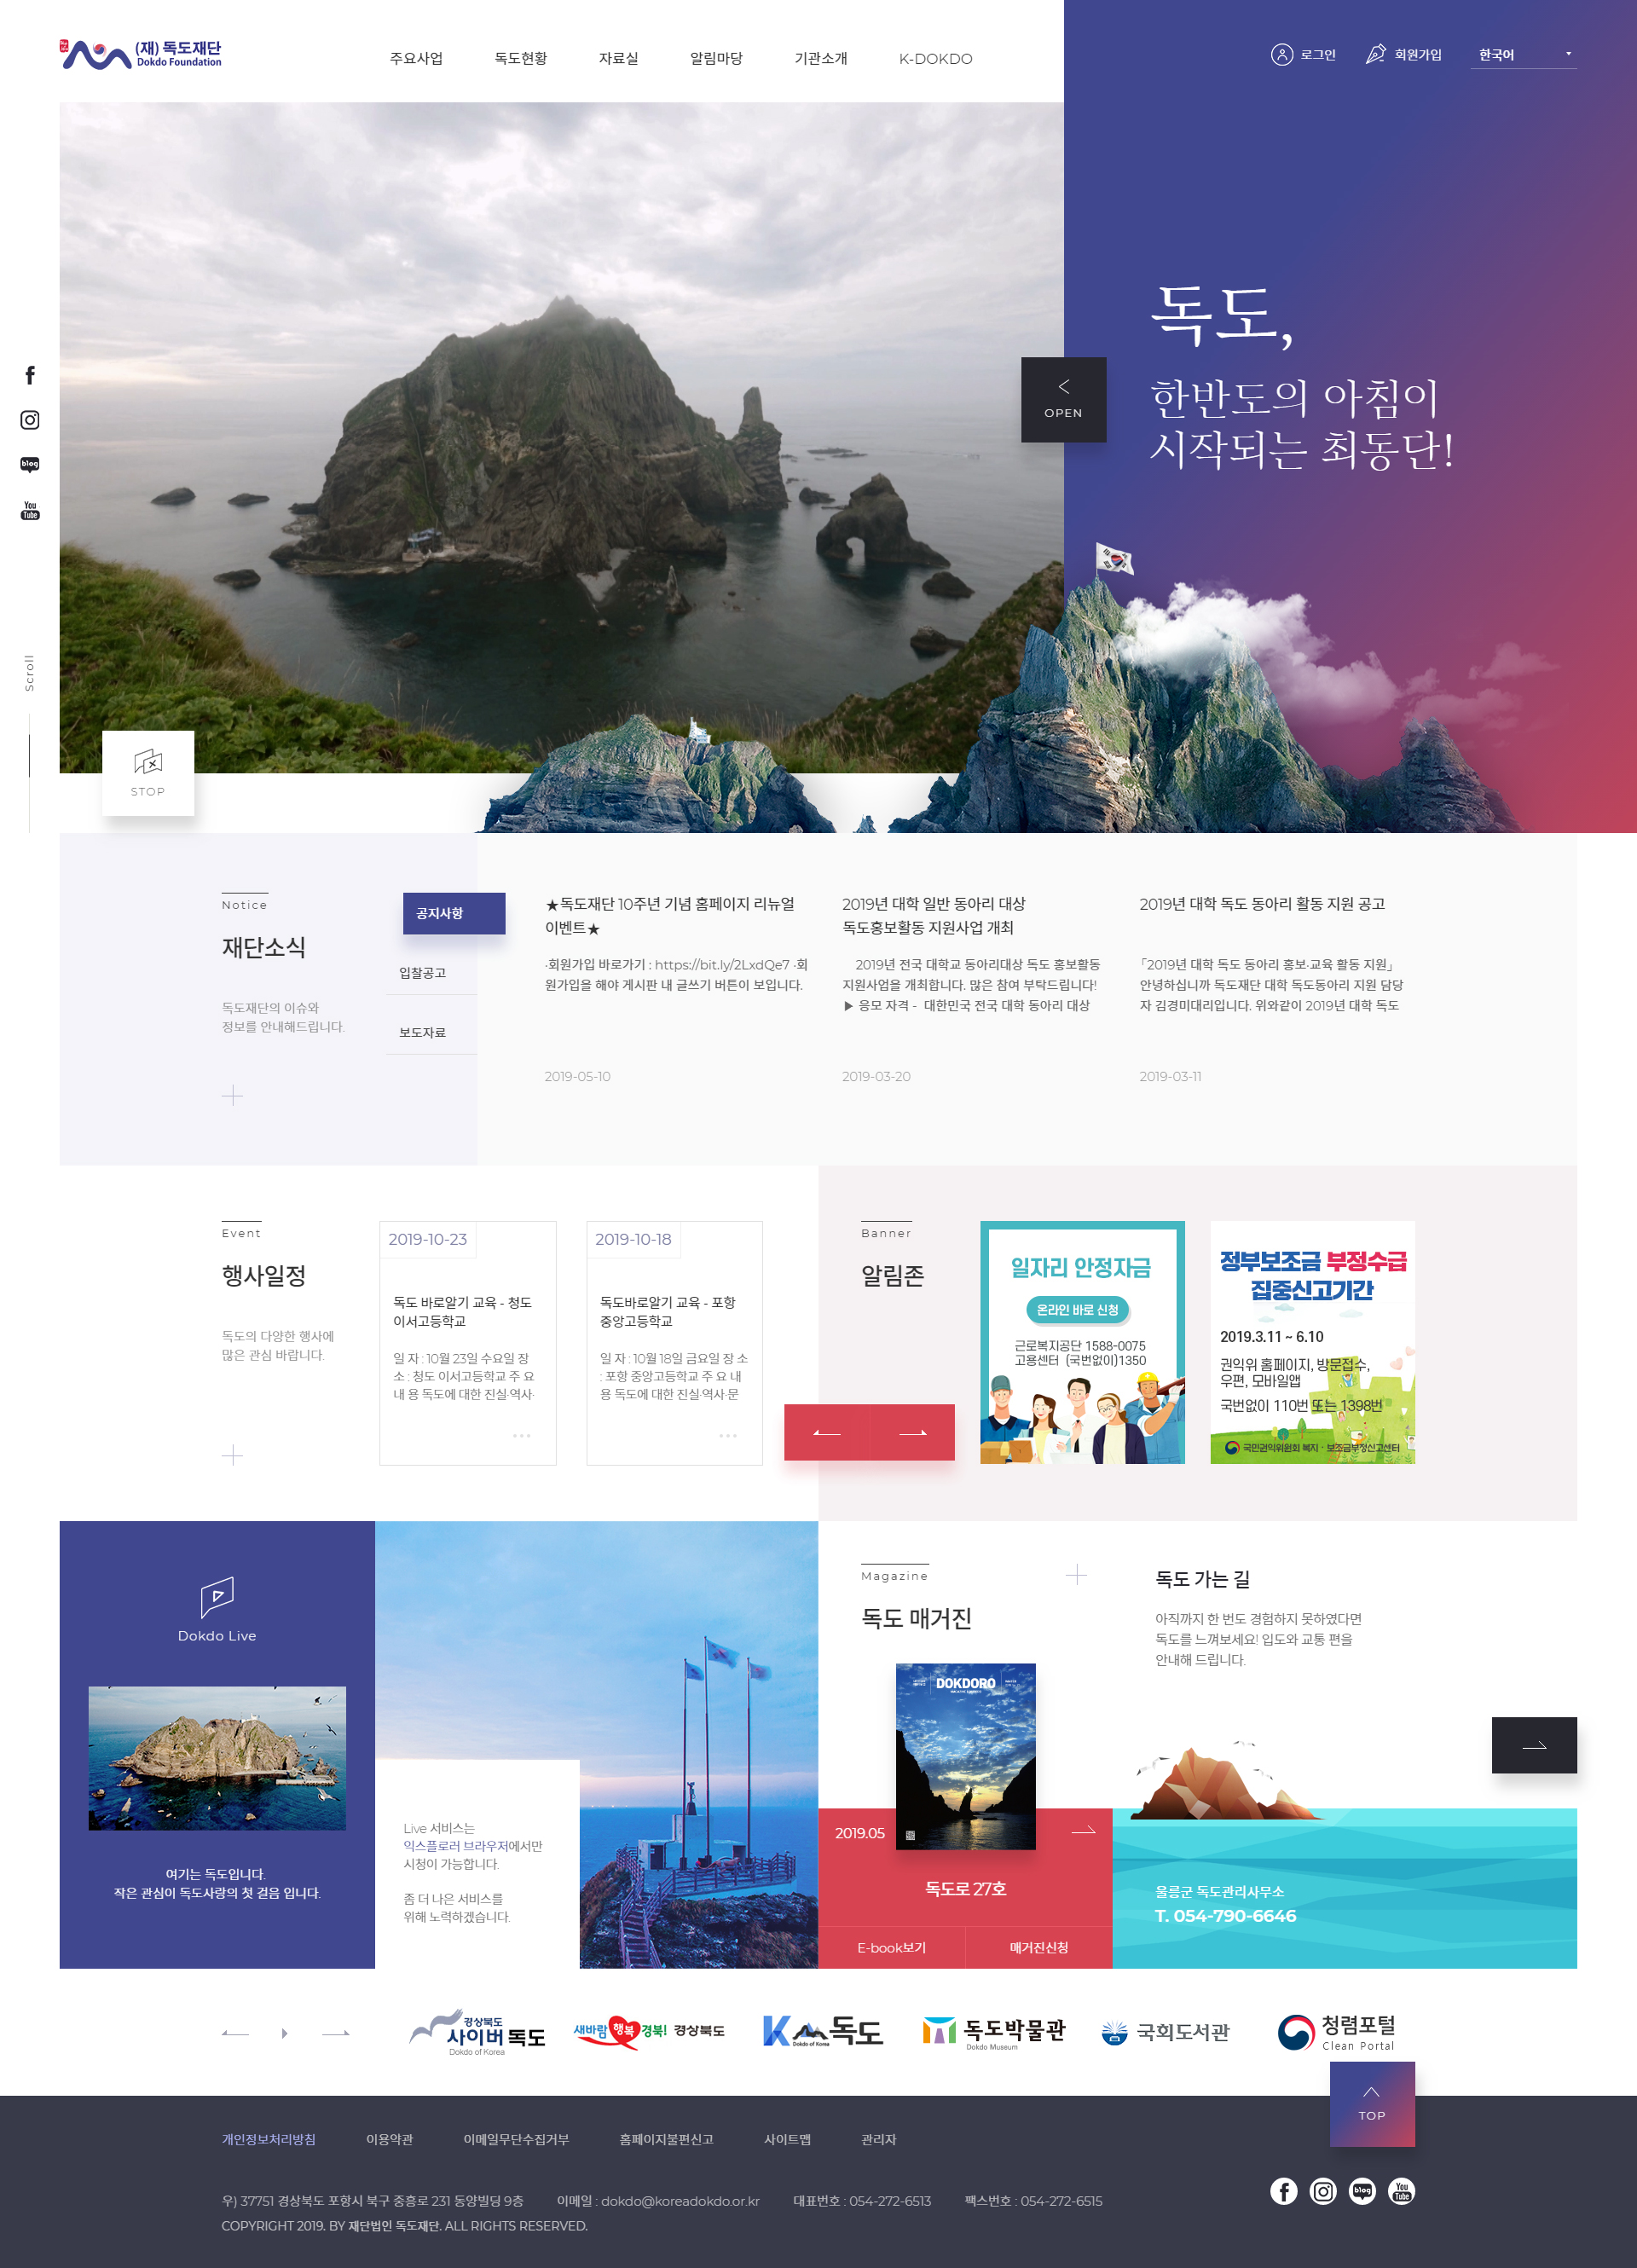 (재) 독도재단
Dokdo Foundation
주요사업
독도현황
자료실
알림마당
기관소개
K-DOKDO
로그인
회원가입
한국어
독도,
한반도의 아침이
시작되는 최동단!
OPEN
blog
You
Tube
Scroll
STOP
Notice
재단소식
독도재단의 이슈와
정보를 안내해드립니다.
공지사항
입찰공고
보도자료
★독도재단 10주년 기념 홈페이지 리뉴얼
이벤트★
·회원가입 바로가기 : https://bit.ly/2LxdQe7 ·회
원가입을 해야 게시판 내 글쓰기 버튼이 보입니다.
2019-05-10
2019년 대학 일반 동아리 대상
독도홍보활동 지원사업 개최
2019년 전국 대학교 동아리대상 독도 홍보활동
지원사업을 개최합니다. 많은 참여 부탁드립니다!
▶ 응모 자격 - 대한민국 전국 대학 동아리 대상
2019-03-20
2019년 대학 독도 동아리 활동 지원 공고
「2019년 대학 독도 동아리 홍보·교육 활동 지원」
안녕하십니까 독도재단 대학 독도동아리 지원 담당
자 김경미대리입니다. 위와같이 2019년 대학 독도
2019-03-11
Event
행사일정
독도의 다양한 행사에
많은 관심 바랍니다.
2019-10-23
독도 바로알기 교육 - 청도
이서고등학교
일 자 : 10월 23일 수요일 장
소 : 청도 이서고등학교 주 요
내 용 독도에 대한 진실·역사·
2019-10-18
독도바로알기 교육 - 포항
중앙고등학교
일 자 : 10월 18일 금요일 장 소
: 포항 중앙고등학교 주 요 내
용 독도에 대한 진실·역사·문
Banner
알림존
일자리 안정자금
온라인 바로 신청
근로복지공단 1588-0075
고용센터 (국번없이)1350
정부보조금 부정수급
집중신고기간
2019.3.11 ~ 6.10
권익위 홈페이지, 방문접수,
우편, 모바일앱
국번없이 110번 또는 1398번
국민권익위원회 복지 · 보조금부정신고센터
Dokdo Live
여기는 독도입니다.
작은 관심이 독도사랑의 첫 걸음 입니다.
Live 서비스는
익스플로러 브라우저에서만
시청이 가능합니다.
좀 더 나은 서비스를
위해 노력하겠습니다.
Magazine
독도 매거진
DOKDORO
2019.05
독도로 27호
E-book보기
매거진신청
독도 가는 길
아직까지 한 번도 경험하지 못하였다면
독도를 느껴보세요! 입도와 교통 편을
안내해 드립니다.
울릉군 독도관리사무소
T. 054-790-6646
경상북도
사이버독도
Dokdo of Korea
새바람 행복 경북! 경상북도
K 독도
Dokdo of Korea
독도박물관
Dokdo Museum
국회도서관
청렴포털
Clean Portal
TOP
개인정보처리방침
이용약관
이메일무단수집거부
홈페이지불편신고
사이트맵
관리자
우) 37751 경상북도 포항시 북구 중흥로 231 동양빌딩 9층
이메일 : dokdo@koreadokdo.or.kr
대표번호 : 054-272-6513
팩스번호 : 054-272-6515
COPYRIGHT 2019. BY 재단법인 독도재단. ALL RIGHTS RESERVED.
blog
You
Tube